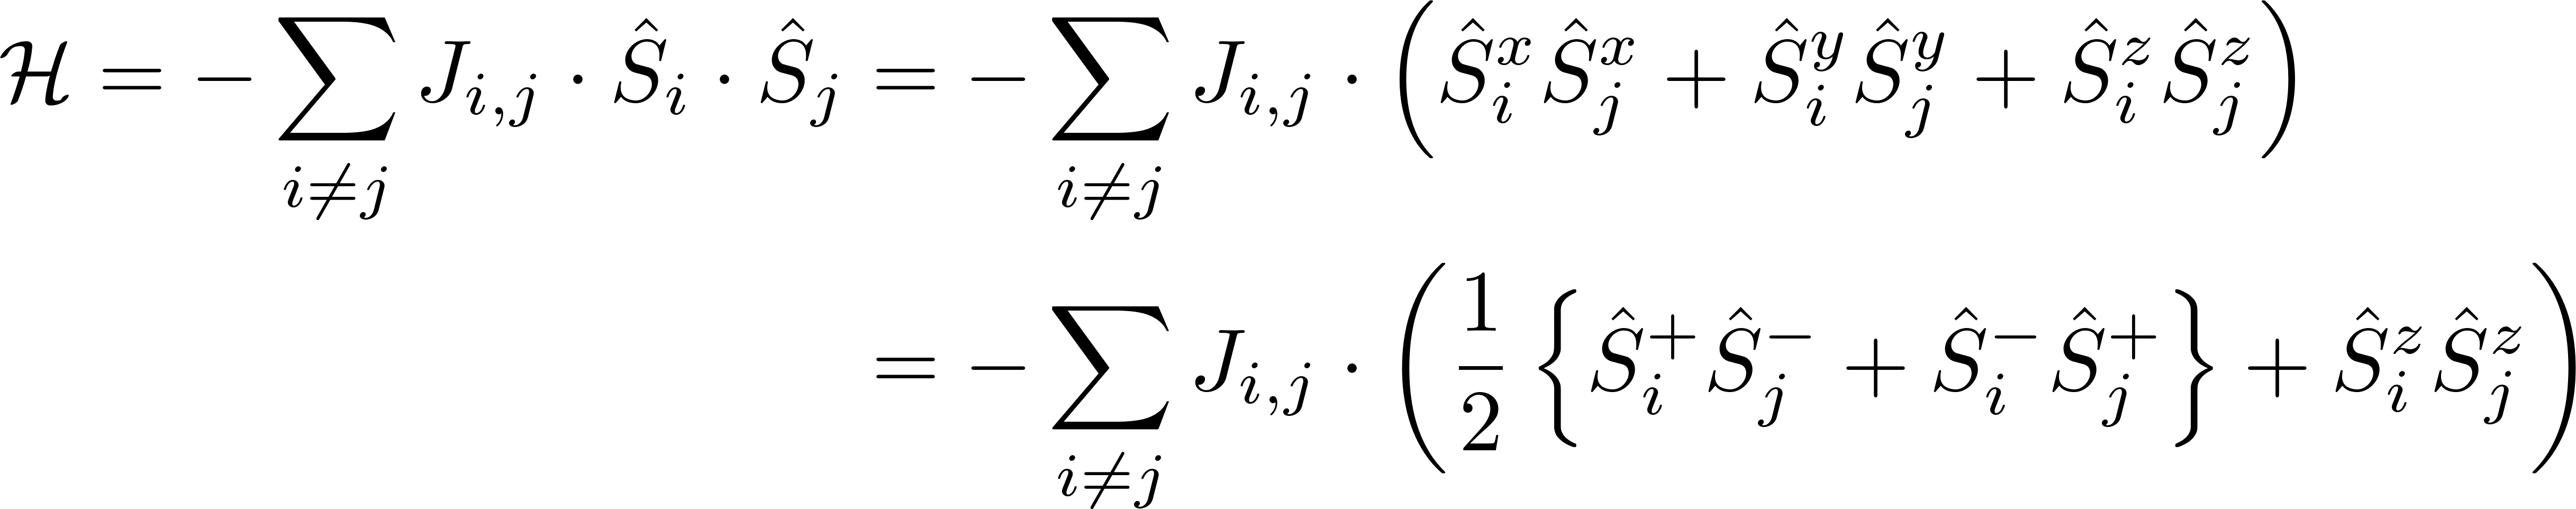 \mathcal{H} = -\sum_{i \neq j} J_{i,j} \cdot \hat{S}_i \cdot \hat{S}_j = -\sum_{i \neq j} J_{i,j} \cdot \left( \hat{S}_i^x \hat{S}_j^x + \hat{S}_i^y \hat{S}_j^y + \hat{S}_i^z \hat{S}_j^z \right)
= -\sum_{i \neq j} J_{i,j} \cdot \left( \frac{1}{2} \left\{ \hat{S}_i^+ \hat{S}_j^- + \hat{S}_i^- \hat{S}_j^+ \right\} + \hat{S}_i^z \hat{S}_j^z \right)